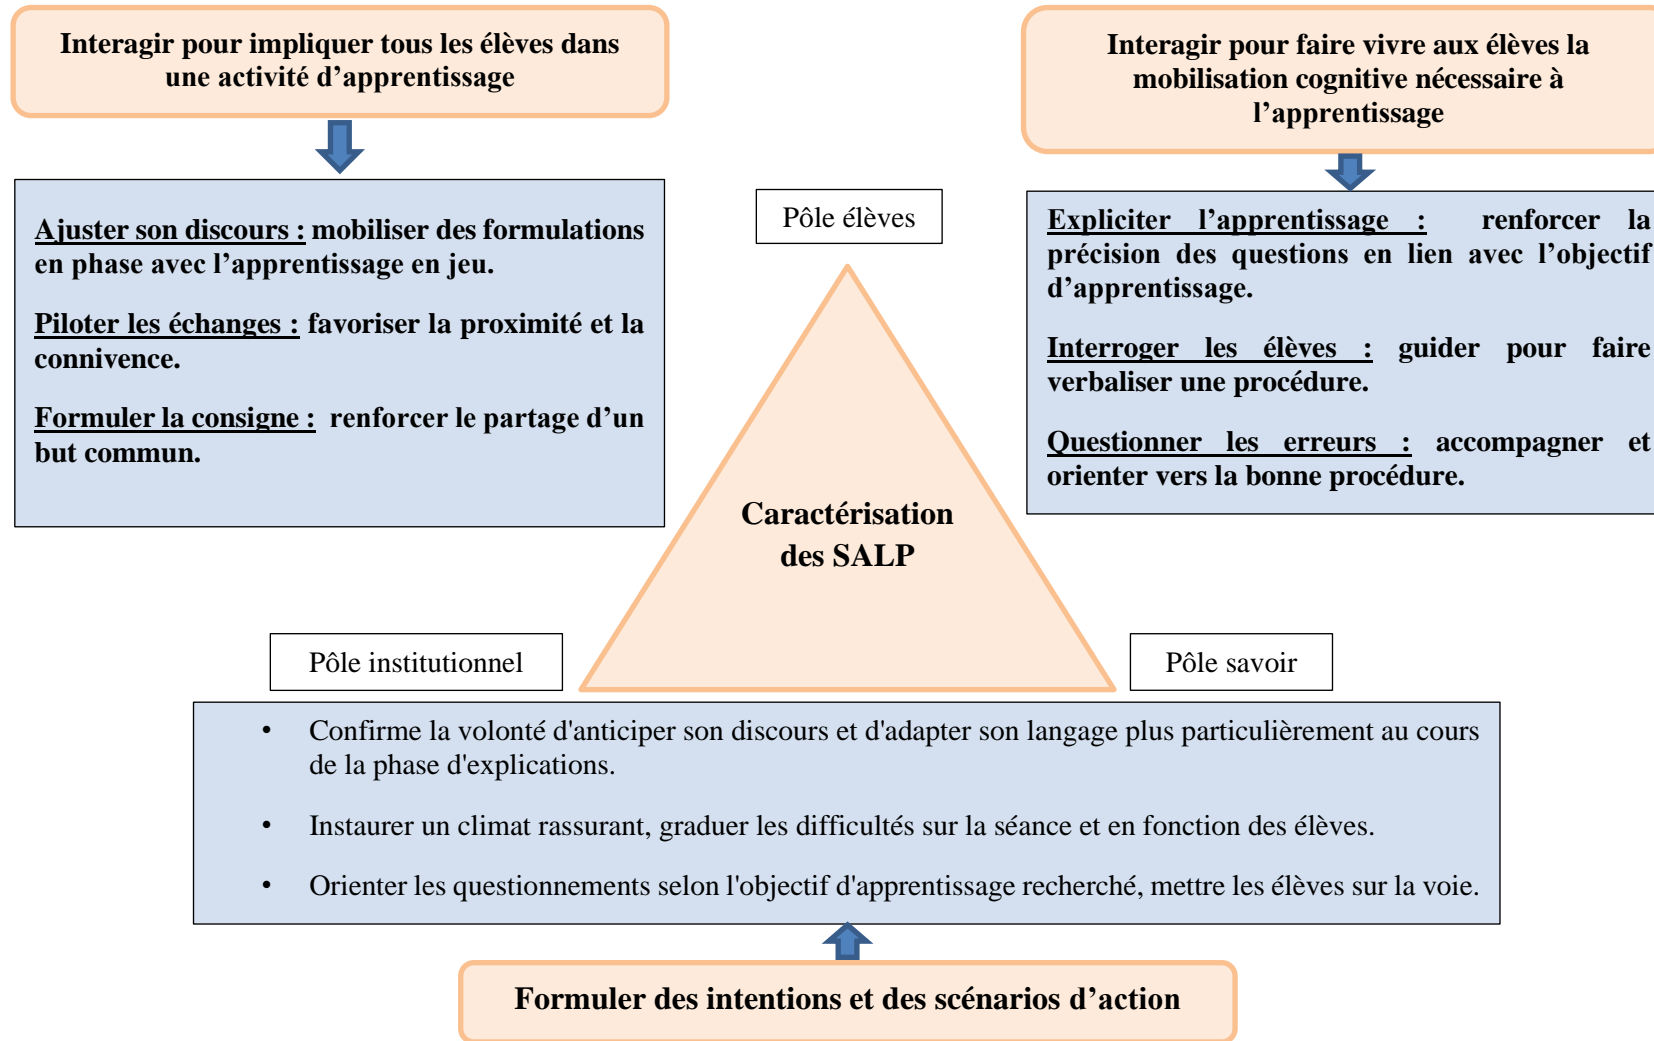 Interagir pour impliquer tous les élèves dans
une activité d’apprentissage
Interagir pour faire vivre aux élèves la
mobilisation cognitive nécessaire à
l’apprentissage
Ajuster son discours : mobiliser des formulations
en phase avec l’apprentissage en jeu.
Piloter les échanges : favoriser la proximité et la
connivence.
Formuler la consigne : renforcer le partage d’un
but commun.
Pôle élèves
Expliciter l’apprentissage : renforcer la
précision des questions en lien avec l’objectif
d’apprentissage.
Interroger les élèves : guider pour faire
verbaliser une procédure.
Questionner les erreurs : accompagner et
orienter vers la bonne procédure.
Caractérisation
des SALP
Pôle institutionnel
Pôle savoir
• Confirme la volonté d'anticiper son discours et d'adapter son langage plus particulièrement au cours
de la phase d'explications.
• Instaurer un climat rassurant, graduer les difficultés sur la séance et en fonction des élèves.
• Orienter les questionnements selon l'objectif d'apprentissage recherché, mettre les élèves sur la voie.
Formuler des intentions et des scénarios d’action